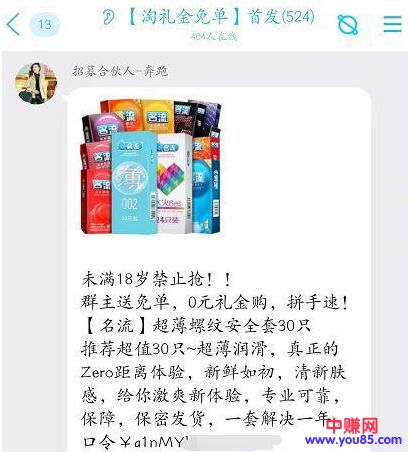 13
【淘礼金免单】首发(524)
404人在线
招募合伙人-奔跑
名流
名流
名流
名流
薄
002
24只装
未满18岁禁止抢！！
群主送免单，0元礼金购，拼手速！
【名流】超薄螺纹安全套30只
推荐超值30只~超薄润滑，真正的
Zero距离体验，新鲜如初，清新肤
感，给你激爽新体验，专业可靠，
保障，保密发货，一套解决一年，
口令￥q1nMY
中赚网
www.you85.com